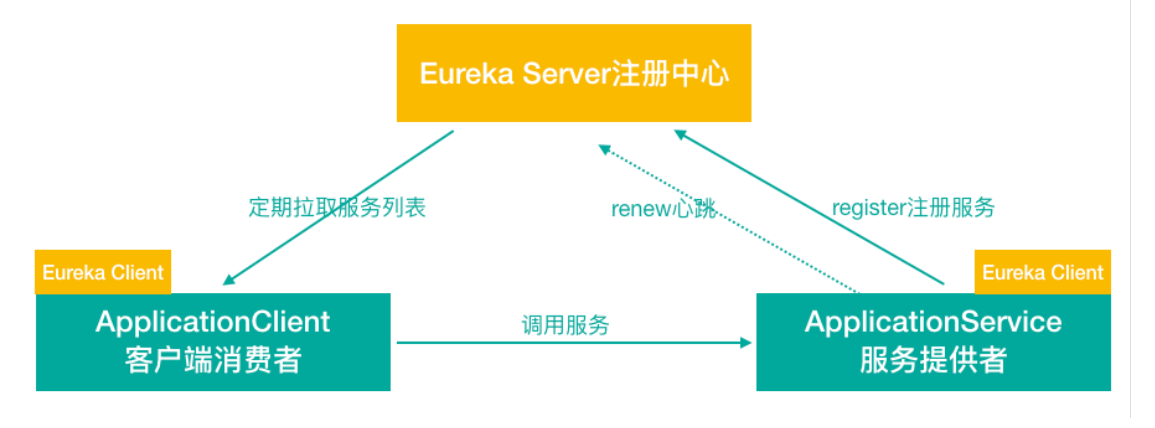 Eureka Server注册中心
定期拉取服务列表
renew心跳
register注册服务
Eureka Client
Eureka Client
ApplicationClient
客户端消费者
调用服务
ApplicationService
服务提供者